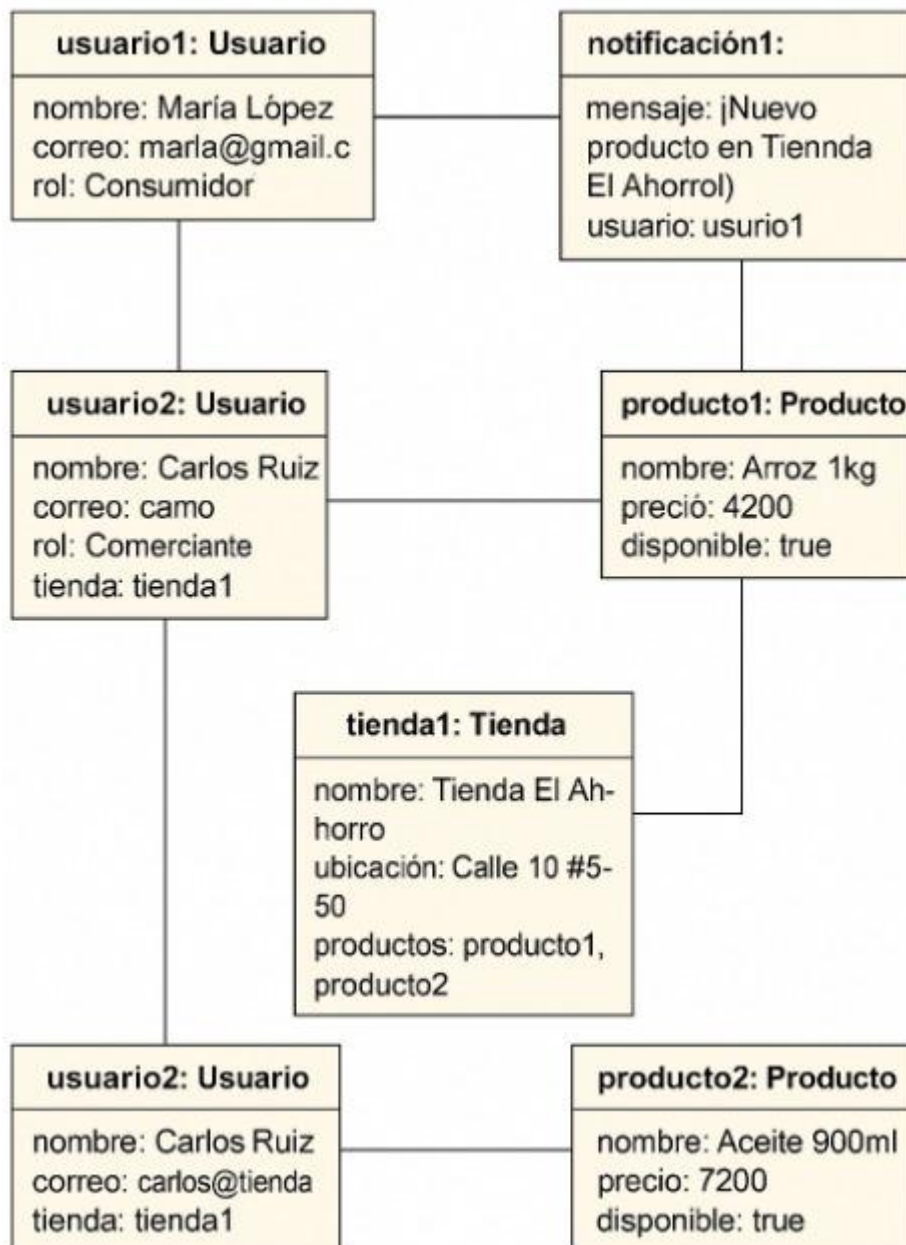 usuario1: Usuario
nombre: María López
correo: marla@gmail.c
rol: Consumidor
notificación1:
mensaje: ¡Nuevo
producto en Tiennda
El Ahorrol)
usuario: usurio1
usuario2: Usuario
nombre: Carlos Ruiz
correo: camo
rol: Comerciante
tienda: tienda1
producto1: Producto
nombre: Arroz 1kg
preció: 4200
disponible: true
tienda1: Tienda
nombre: Tienda El Ah-
horro
ubicación: Calle 10 #5-
50
productos: producto1,
producto2
usuario2: Usuario
nombre: Carlos Ruiz
correo: carlos@tienda
tienda: tienda1
producto2: Producto
nombre: Aceite 900ml
precio: 7200
disponible: true